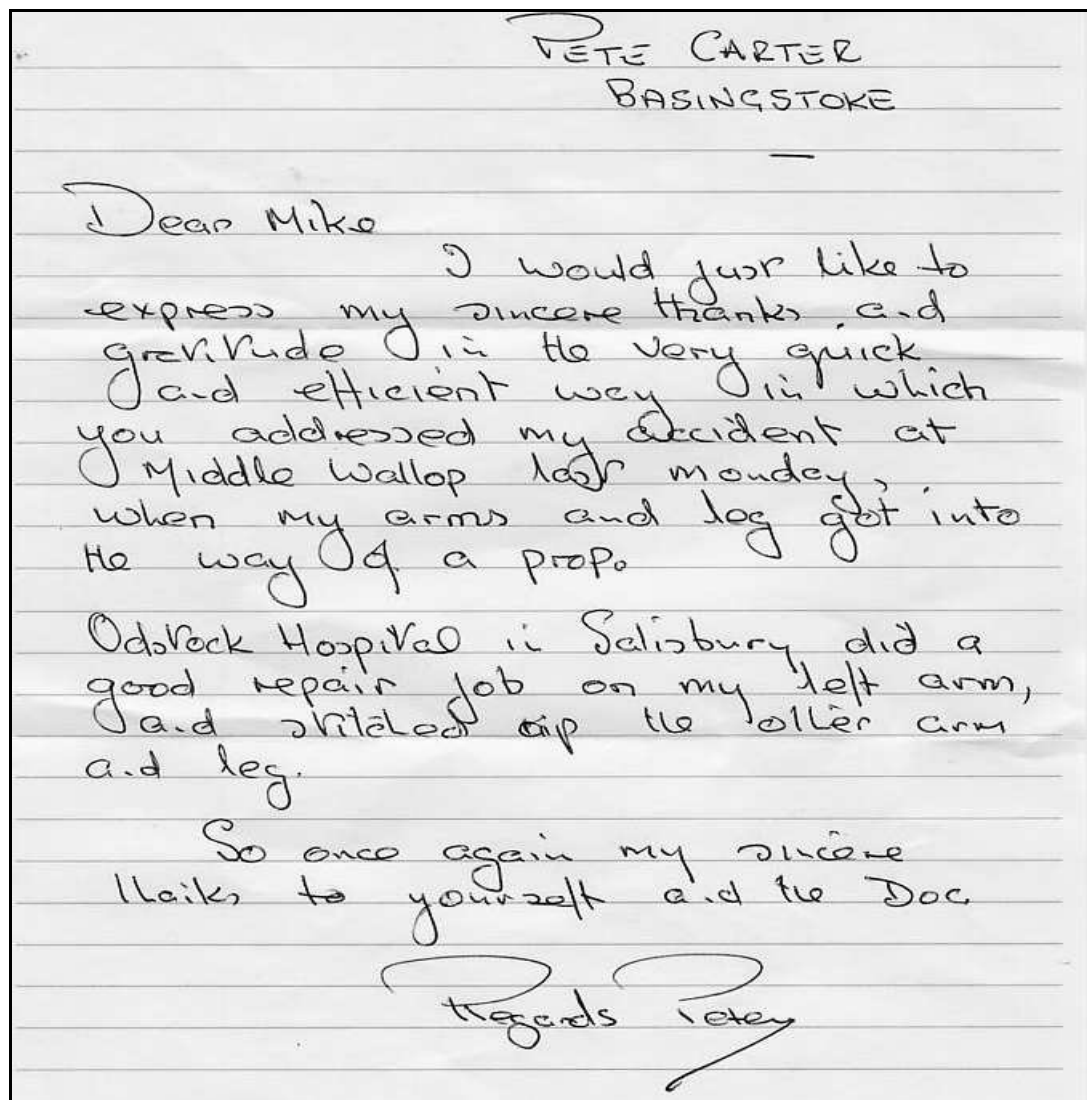 PETE CARTER
BASINGSTOKE
—
Dear Mike
I would just like to
express my sincere thanks and
gratitude in the very quick
and efficient way in which
you addressed my accident at
Middle Wallop last monday,
when my arms and leg got into
the way of a prop.
Odstock Hospital in Salisbury did a
good repair job on my left arm,
and stitched up the other arm
and leg.
So once again my sincere
thanks to yourself and the Doc
Regards Peter